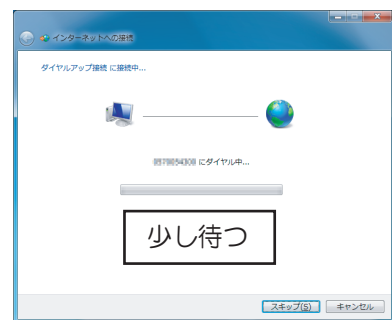 インターネットへの接続
ダイヤルアップ接続 に接続中...
にダイヤル中...
少し待つ
スキップ(S) キャンセル